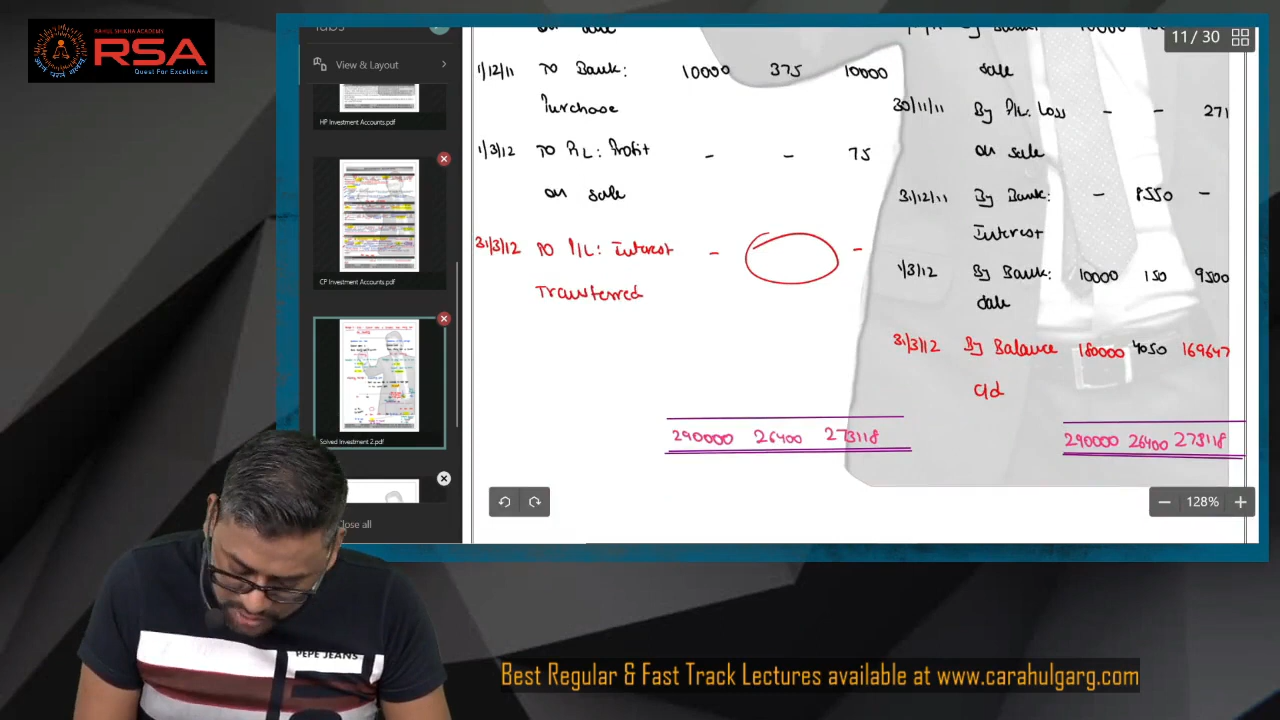 RAHUL SHIKHA ACADEMY
RSA
Quest For Excellence
View & Layout
HP Investment Accounts.pdf
CP Investment Accounts.pdf
Solved Investment 2.pdf
Close all
11 / 30
128%
1/12/11 To Bank: 10000 375 10000
Purchase
1/3/12 To P/L: Profit - - 75
on sale
31/3/12 To P/L: Interest - -
Transferred
290000 26400 273118
sale
30/11/11 By P/L: Loss - - 271
on sale
31/12/11 By Bank: - 8550 -
Interest
1/3/12 By Bank: 10000 150 9500
Sale
31/3/12 By Balance 180000 4050 169647
c/d
290000 26400 273118
PEPE JEANS
Best Regular & Fast Track Lectures available at www.carahulgarg.com